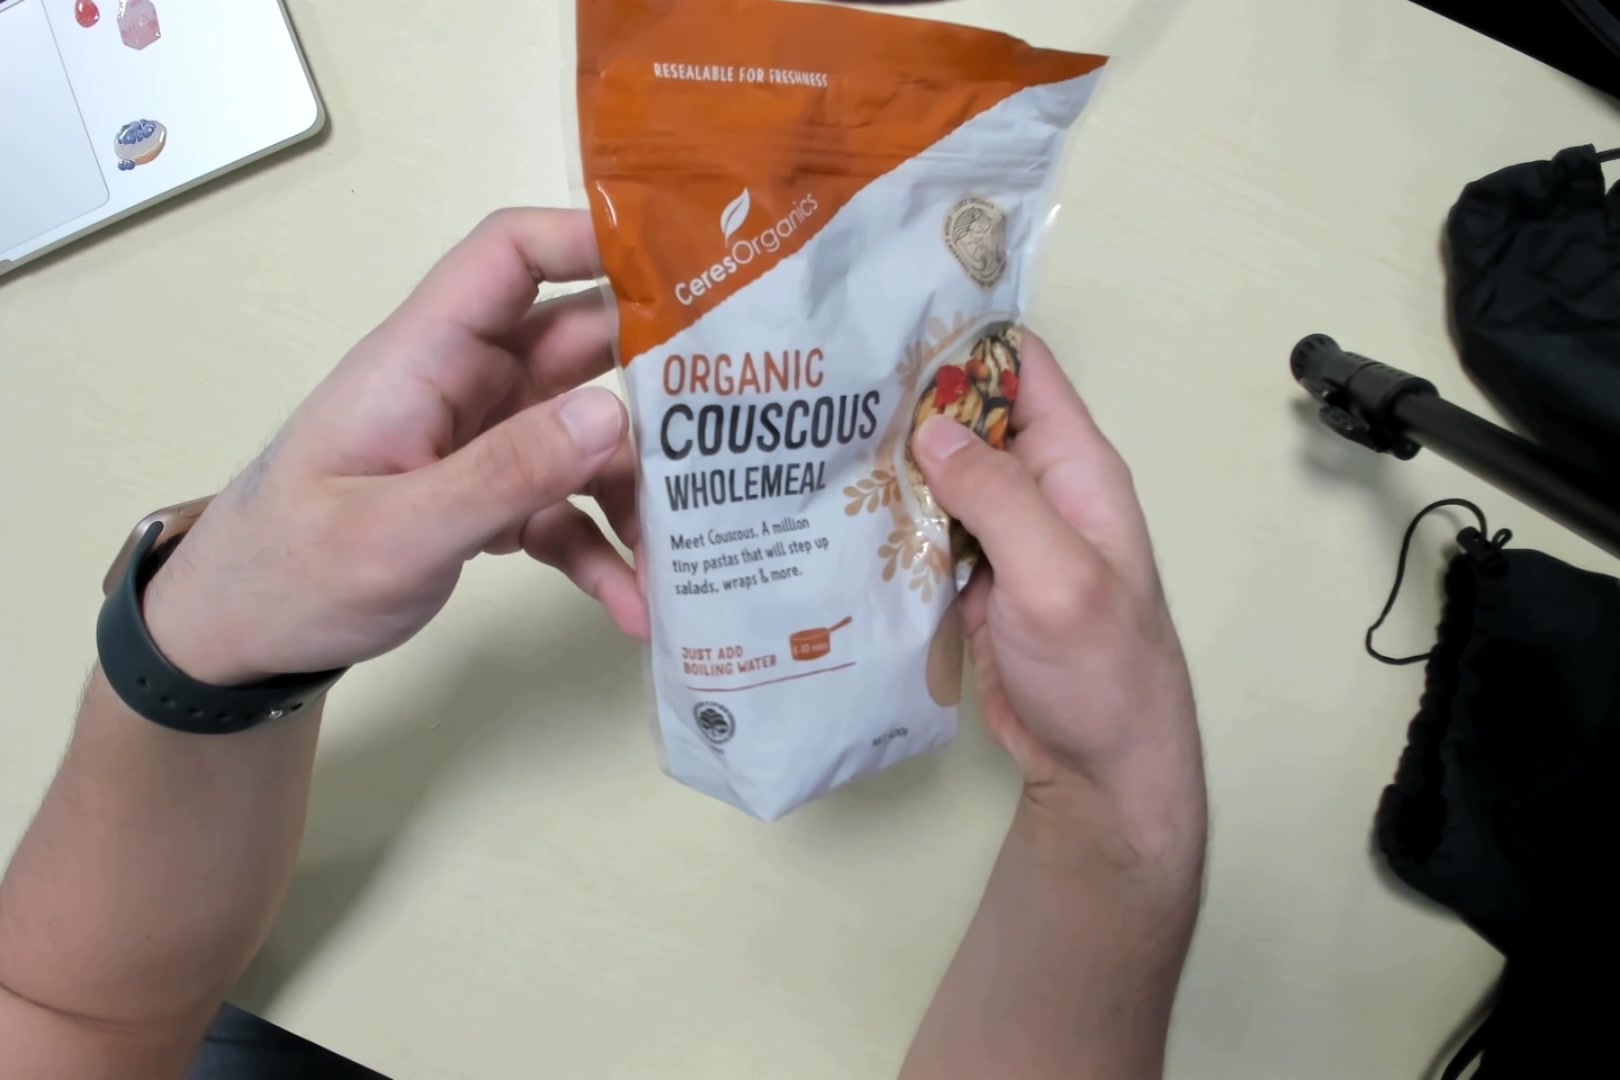 RESEALABLE FOR FRESHNESS
CeresOrganics
ORGANIC
COUSCOUS
WHOLEMEAL
Meet Couscous. A million
tiny pastas that will step up
salads, wraps & more.
JUST ADD
BOILING WATER